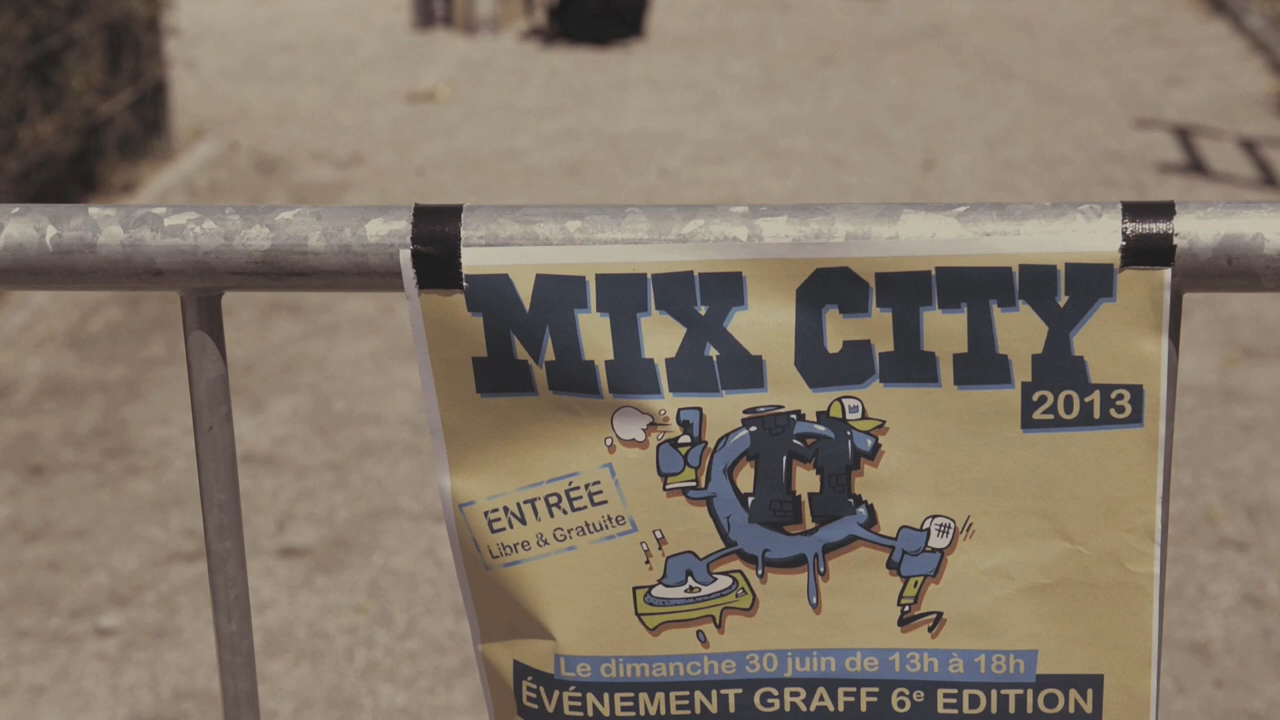 MIX CITY
2013
ENTRÉE
Libre & Gratuite
Le dimanche 30 juin de 13h à 18h
ÉVÉNEMENT GRAFF 6e EDITION